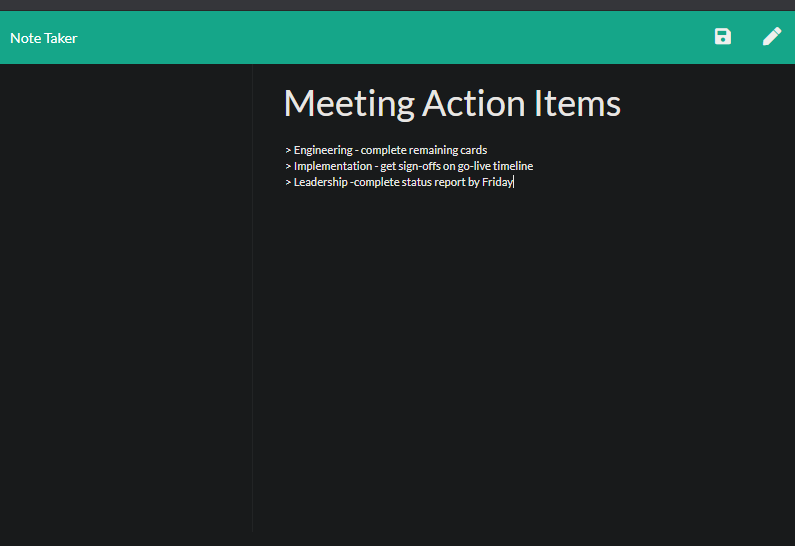 Note Taker
Meeting Action Items
> Engineering - complete remaining cards
> Implementation - get sign-offs on go-live timeline
> Leadership -complete status report by Friday